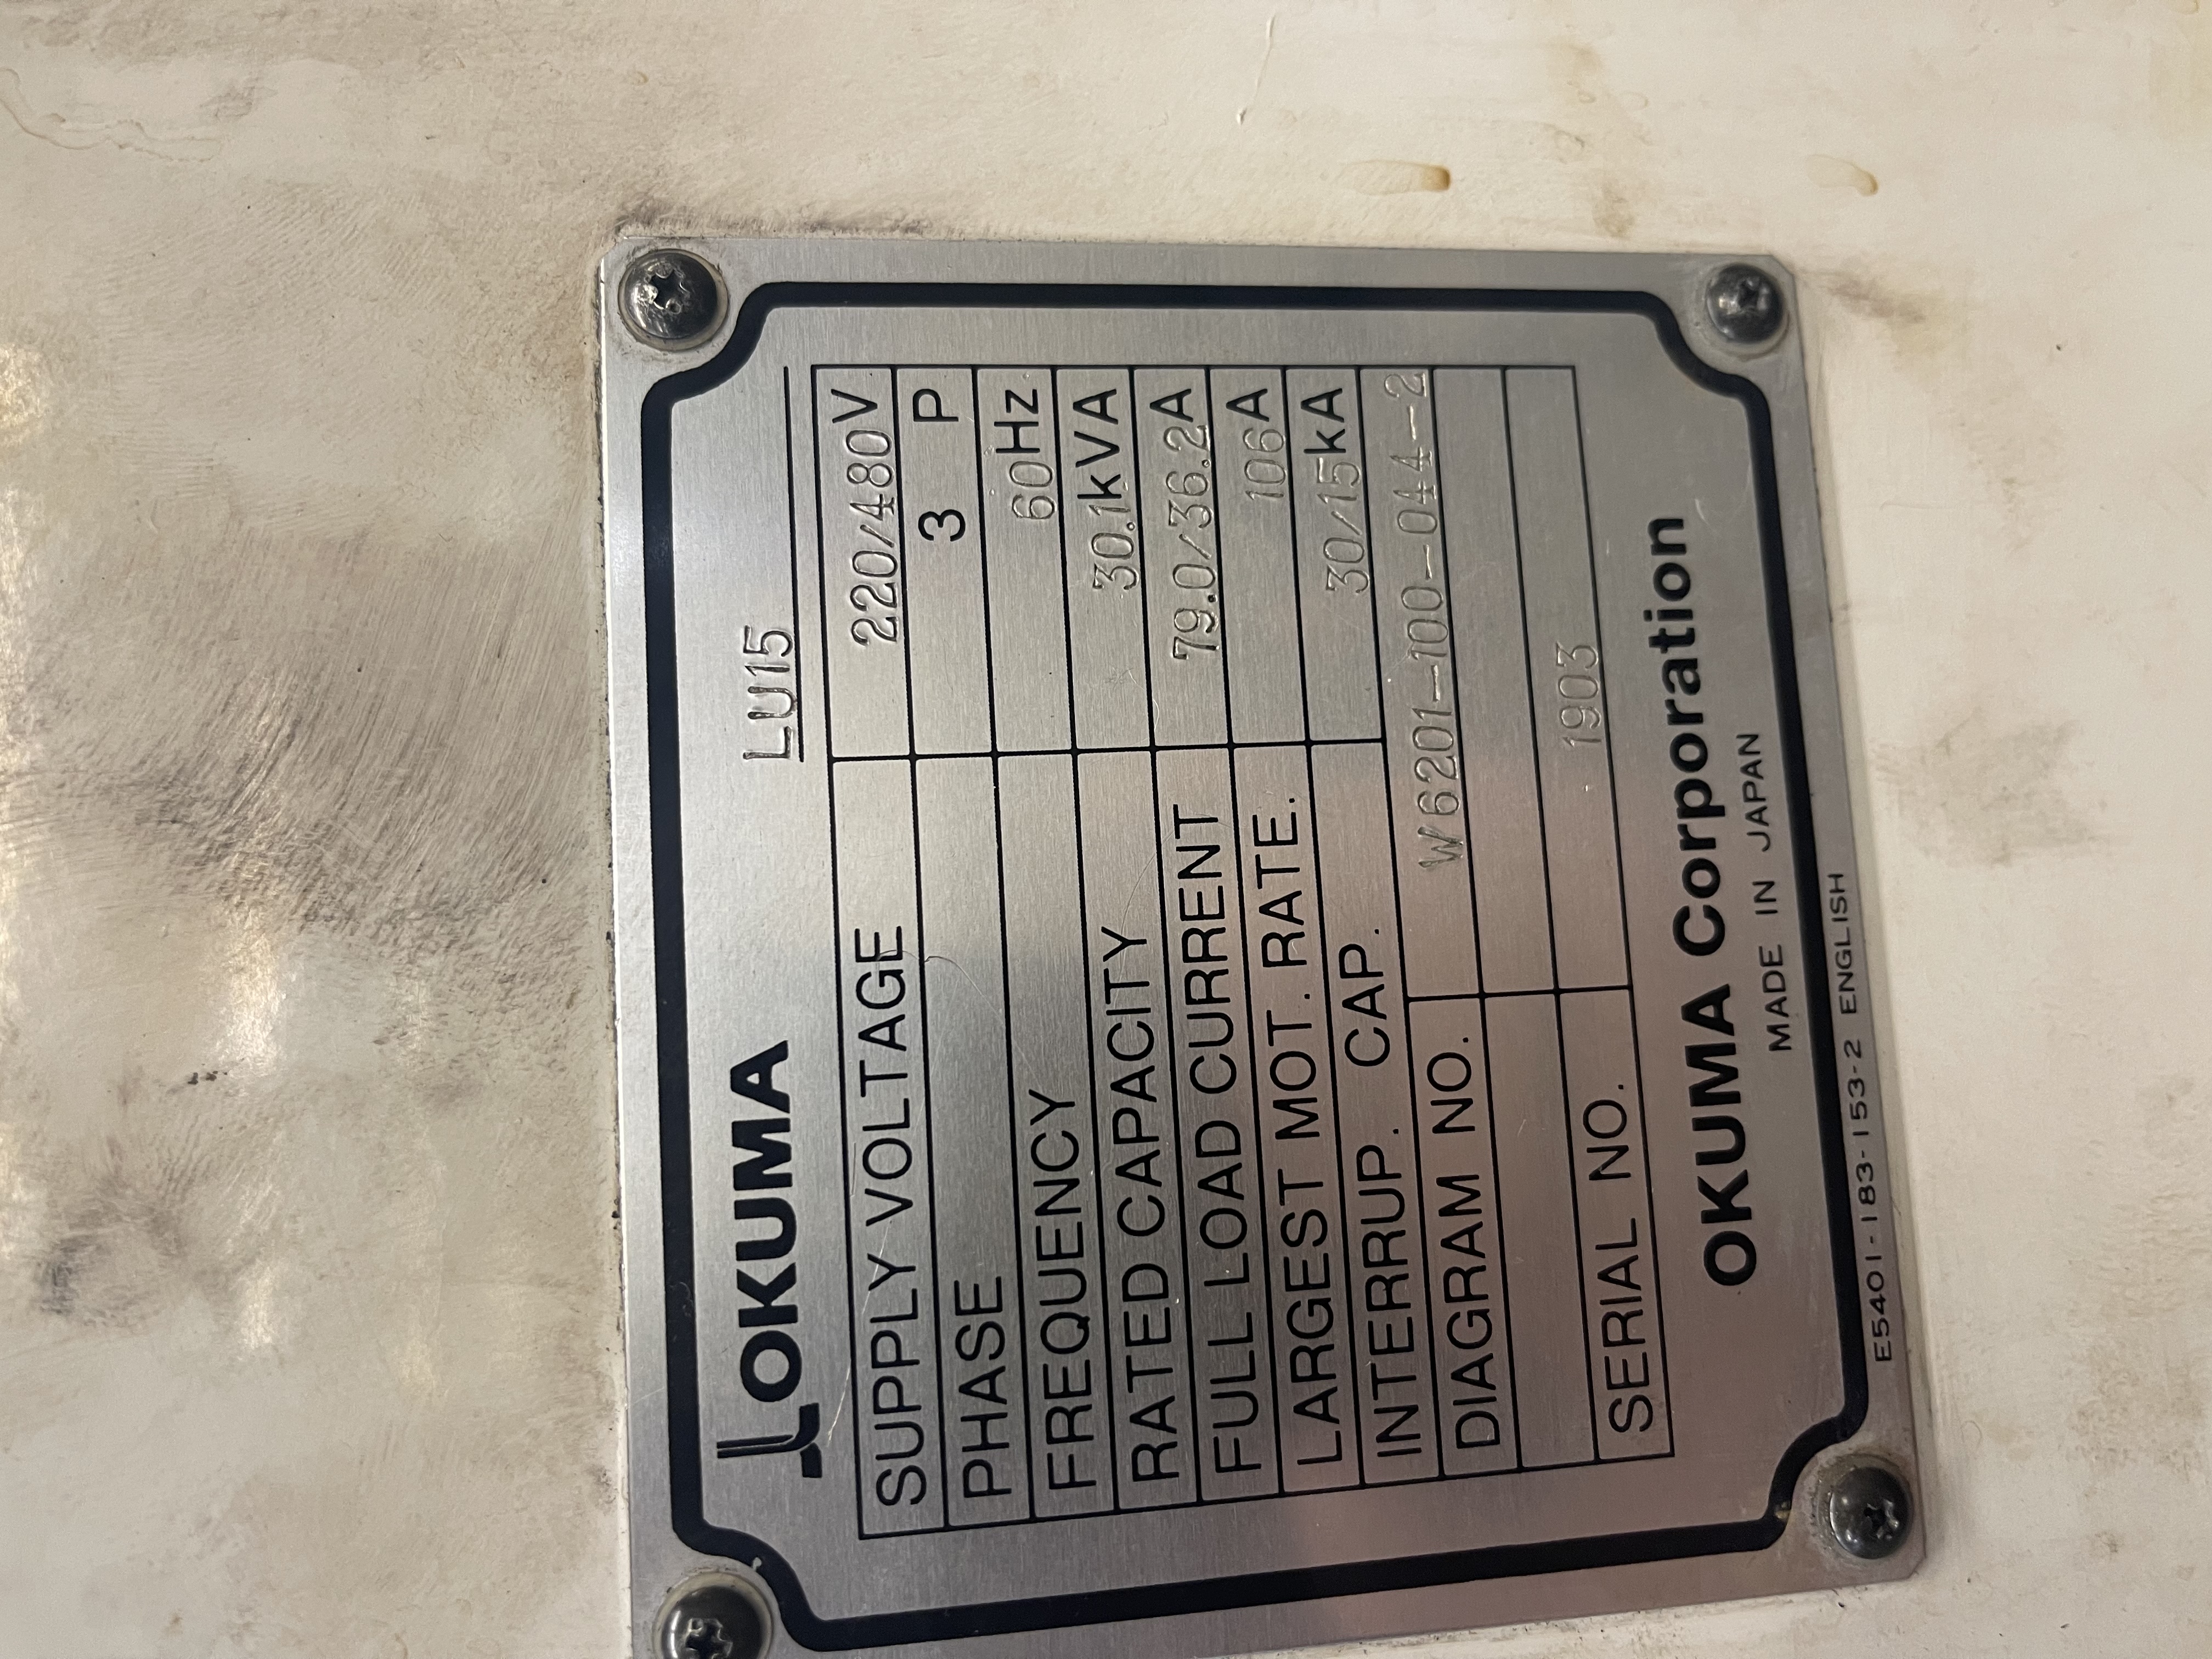 OKUMA LU15
SUPPLY VOLTAGE 220/480V
PHASE 3 P
FREQUENCY 60Hz
RATED CAPACITY 30.1kVA
FULL LOAD CURRENT 79.0/36.2A
LARGEST MOT. RATE. 106A
INTERRUP. CAP. 30/15kA
DIAGRAM NO. W6201-100-044-2
SERIAL NO. 1903
OKUMA Corporation
MADE IN JAPAN
E5401-183-153-2 ENGLISH